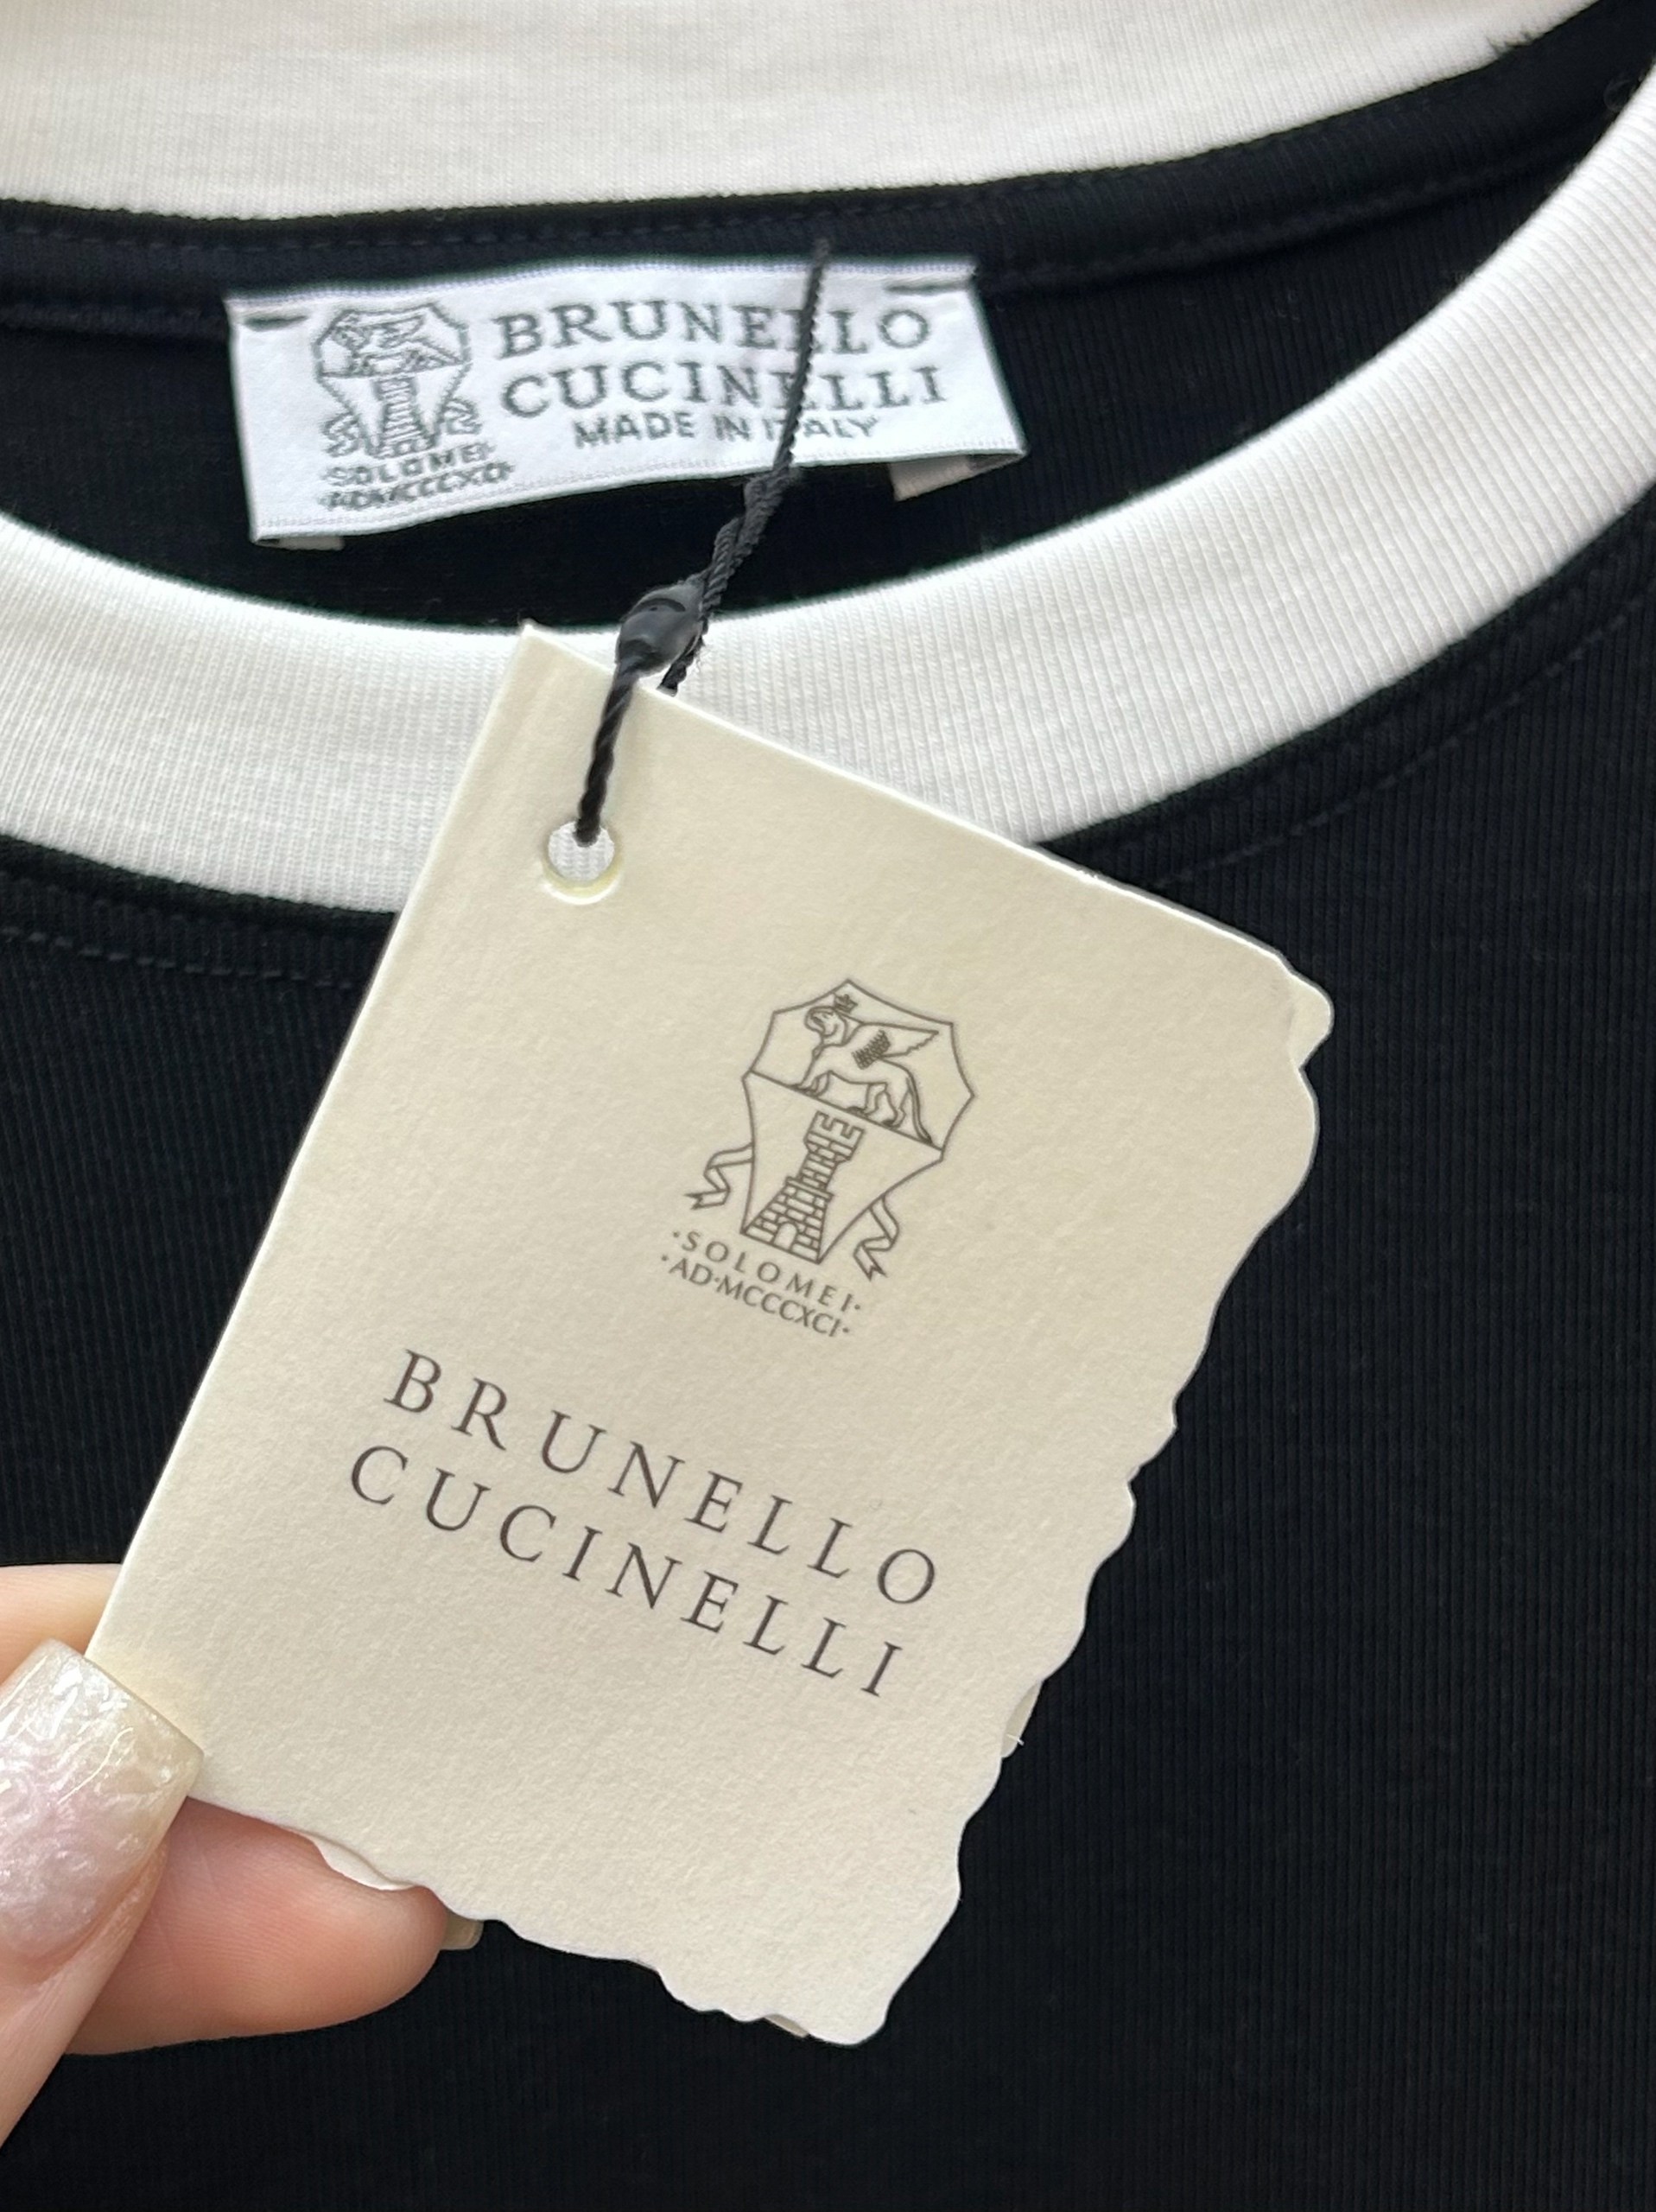 BRUNELLO
CUCINELLI
MADE IN ITALY
·SOLOMEI·
·AD·MCCCXCI·
·SOLOMEI·
·AD·MCCCXCI·
BRUNELLO
CUCINELLI